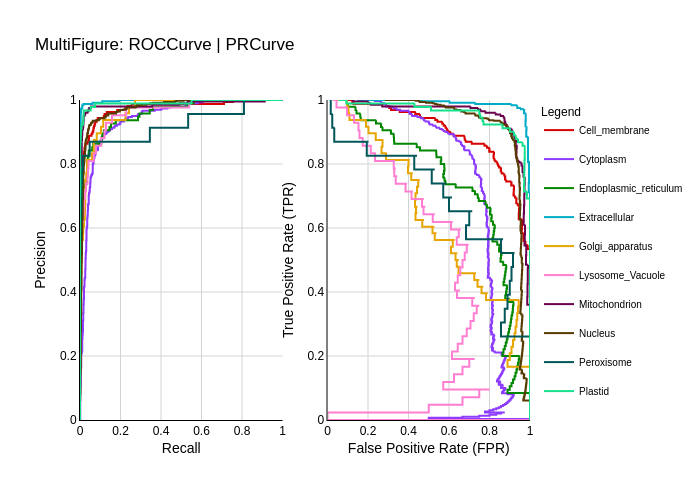 MultiFigure: ROCCurve | PRCurve
1
0.8
0.6
0.4
0.2
0
0 0.2 0.4 0.6 0.8 1
Precision
Recall
1
0.8
0.6
0.4
0.2
0
0 0.2 0.4 0.6 0.8 1
True Positive Rate (TPR)
False Positive Rate (FPR)
Legend
Cell_membrane
Cytoplasm
Endoplasmic_reticulum
Extracellular
Golgi_apparatus
Lysosome_Vacuole
Mitochondrion
Nucleus
Peroxisome
Plastid